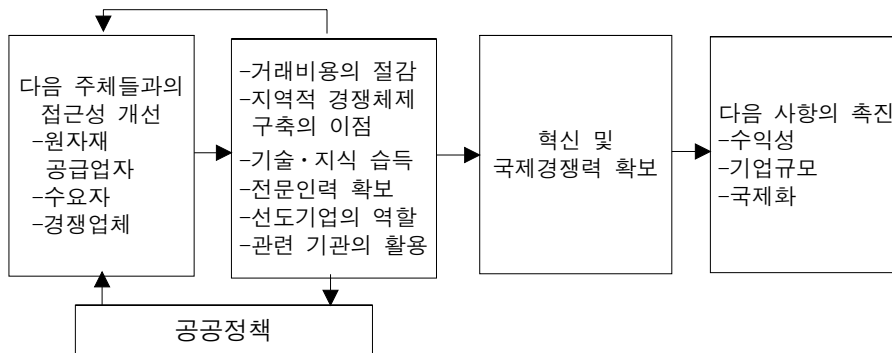 다음 주체들과의
접근성 개선
-원자재
공급업자
-수요자
-경쟁업체
-거래비용의 절감
-지역적 경쟁체제
구축의 이점
-기술·지식 습득
-전문인력 확보
-선도기업의 역할
-관련 기관의 활용
혁신 및
국제경쟁력 확보
다음 사항의 촉진
-수익성
-기업규모
-국제화
공공정책